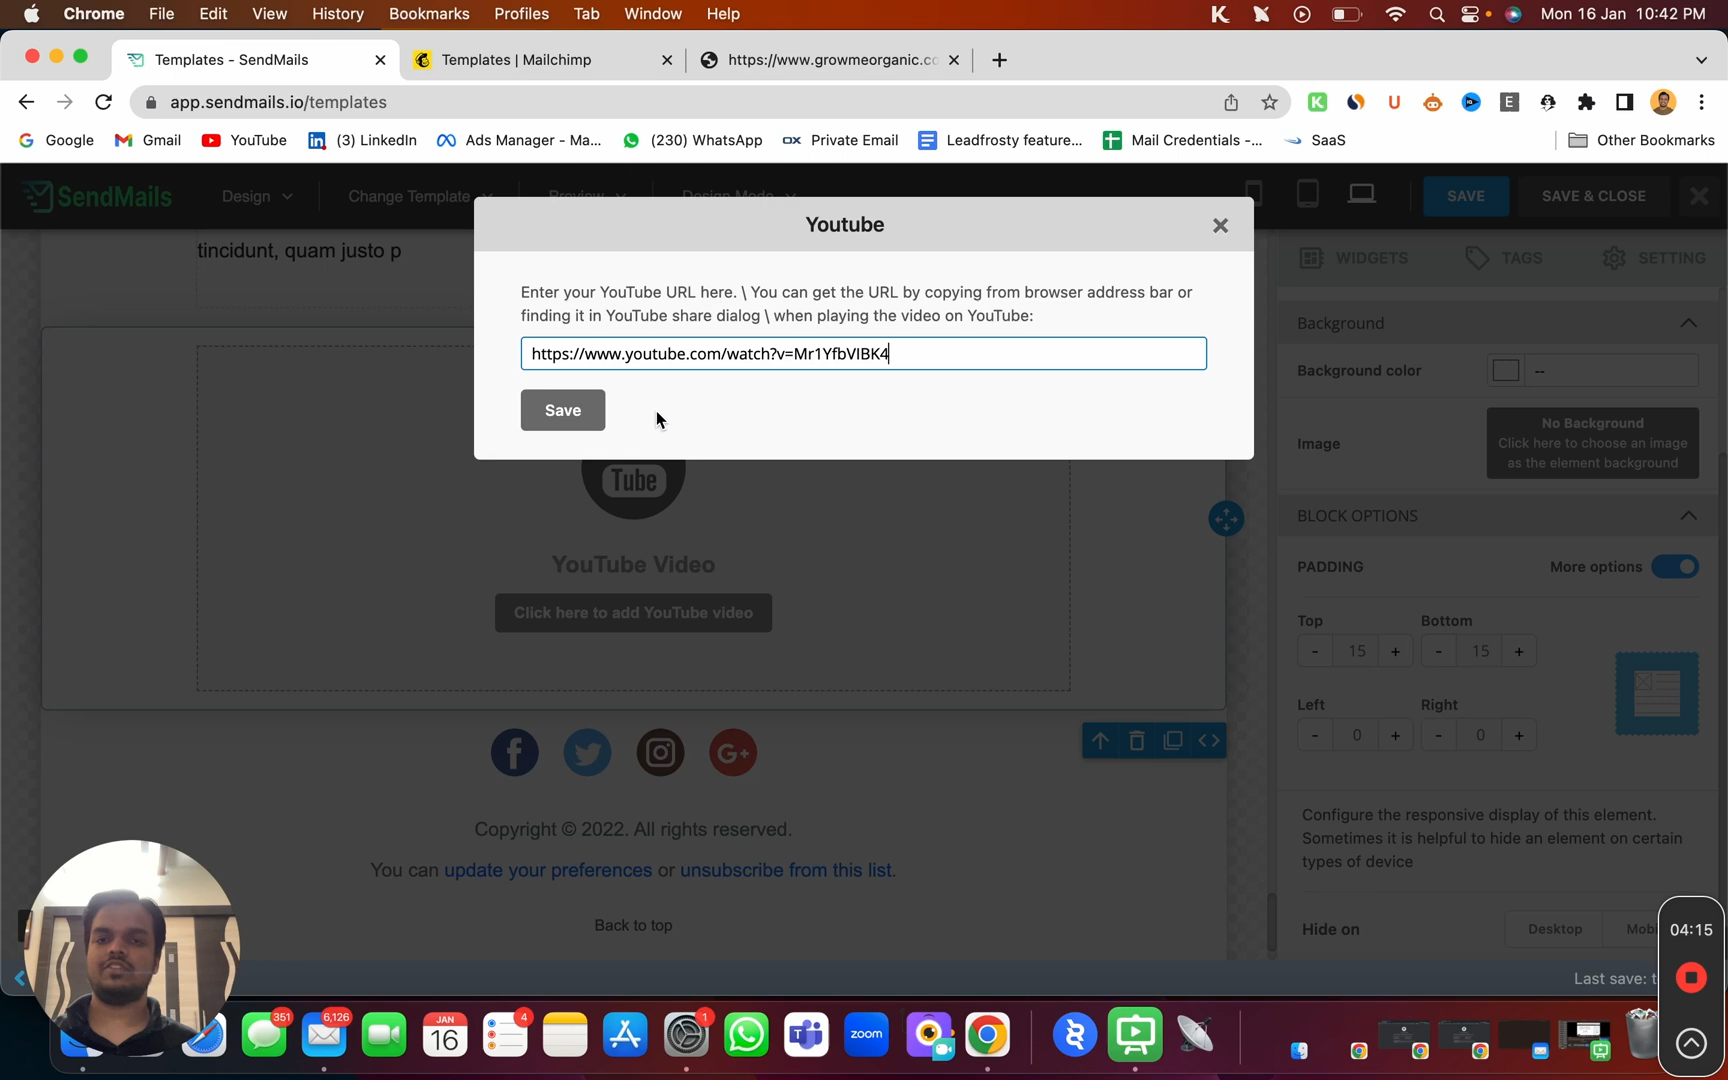 Chrome File Edit View History Bookmarks Profiles Tab Window Help Mon 16 Jan 10:42 PM
Templates - SendMails Templates | Mailchimp https://www.growmeorganic.co
app.sendmails.io/templates
Google Gmail YouTube (3) LinkedIn Ads Manager - Ma... (230) WhatsApp Private Email Leadfrosty feature... Mail Credentials -... SaaS Other Bookmarks
SendMails Design Change Template Preview Design Mode SAVE SAVE & CLOSE
Youtube
tincidunt, quam justo p
WIDGETS TAGS SETTING
Enter your YouTube URL here. \ You can get the URL by copying from browser address bar or
finding it in YouTube share dialog \ when playing the video on YouTube:
https://www.youtube.com/watch?v=Mr1YfbVIBK4
Save
Background
Background color --
Image
No Background
Click here to choose an image
as the element background
Tube
YouTube Video
Click here to add YouTube video
BLOCK OPTIONS
PADDING More options
Top Bottom
- 15 + - 15 +
Left Right
- 0 + - 0 +
Copyright © 2022. All rights reserved.
You can update your preferences or unsubscribe from this list.
Back to top
Configure the responsive display of this element.
Sometimes it is helpful to hide an element on certain
types of device
Hide on Desktop Mobi
04:15
Last save: t
351 6,126 JAN 16 4 1 zoom